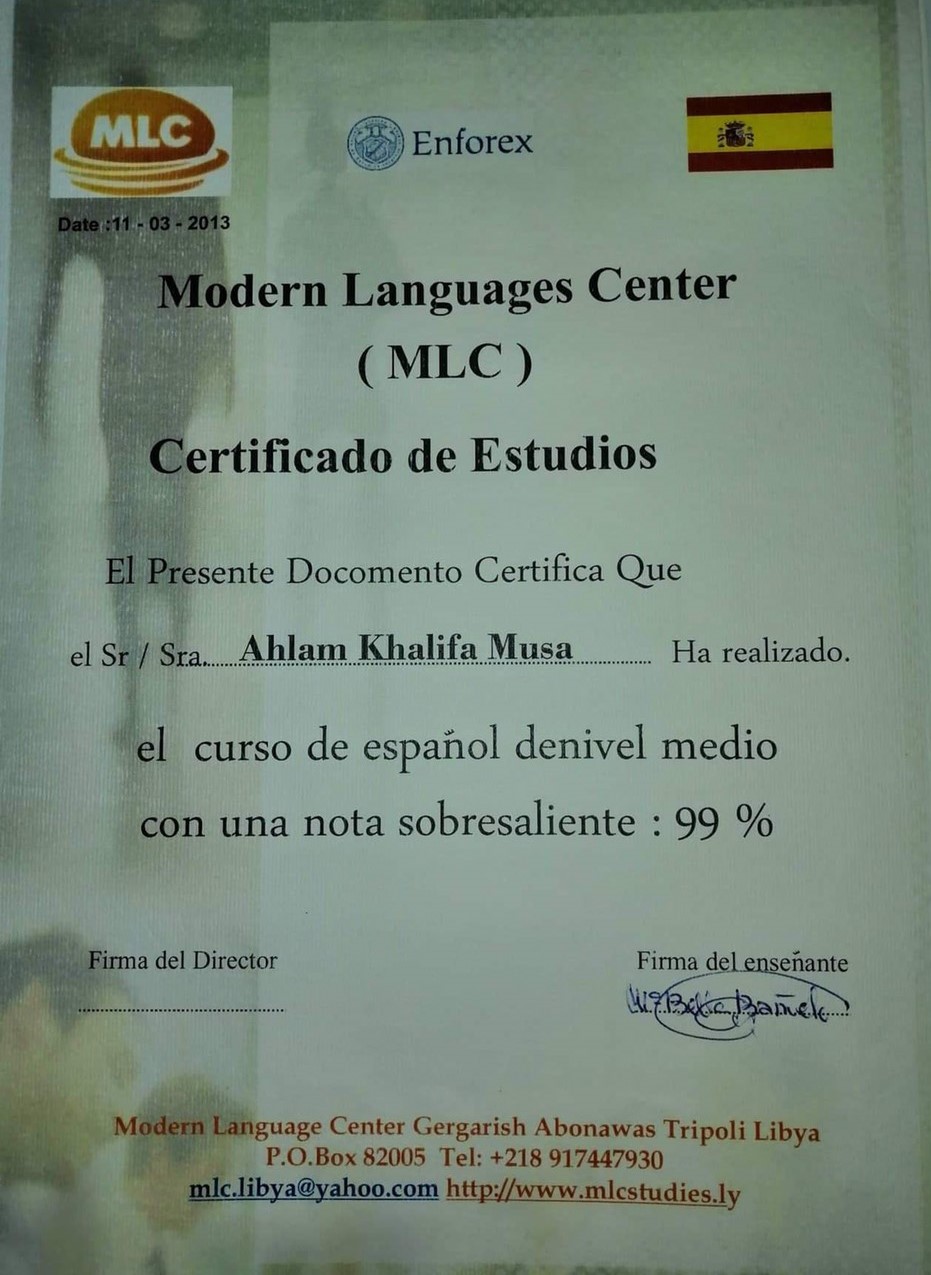 MLC
Enforex
Date :11 - 03 - 2013
Modern Languages Center
( MLC )
Certificado de Estudios
El Presente Docomento Certifica Que
el Sr / Sra......Ahlam Khalifa Musa............... Ha realizado.
el curso de español denivel medio
con una nota sobresaliente : 99 %
Firma del Director
Firma del enseñante
Modern Language Center Gergarish Abonawas Tripoli Libya
P.O.Box 82005 Tel: +218 917447930
mlc.libya@yahoo.com http://www.mlcstudies.ly